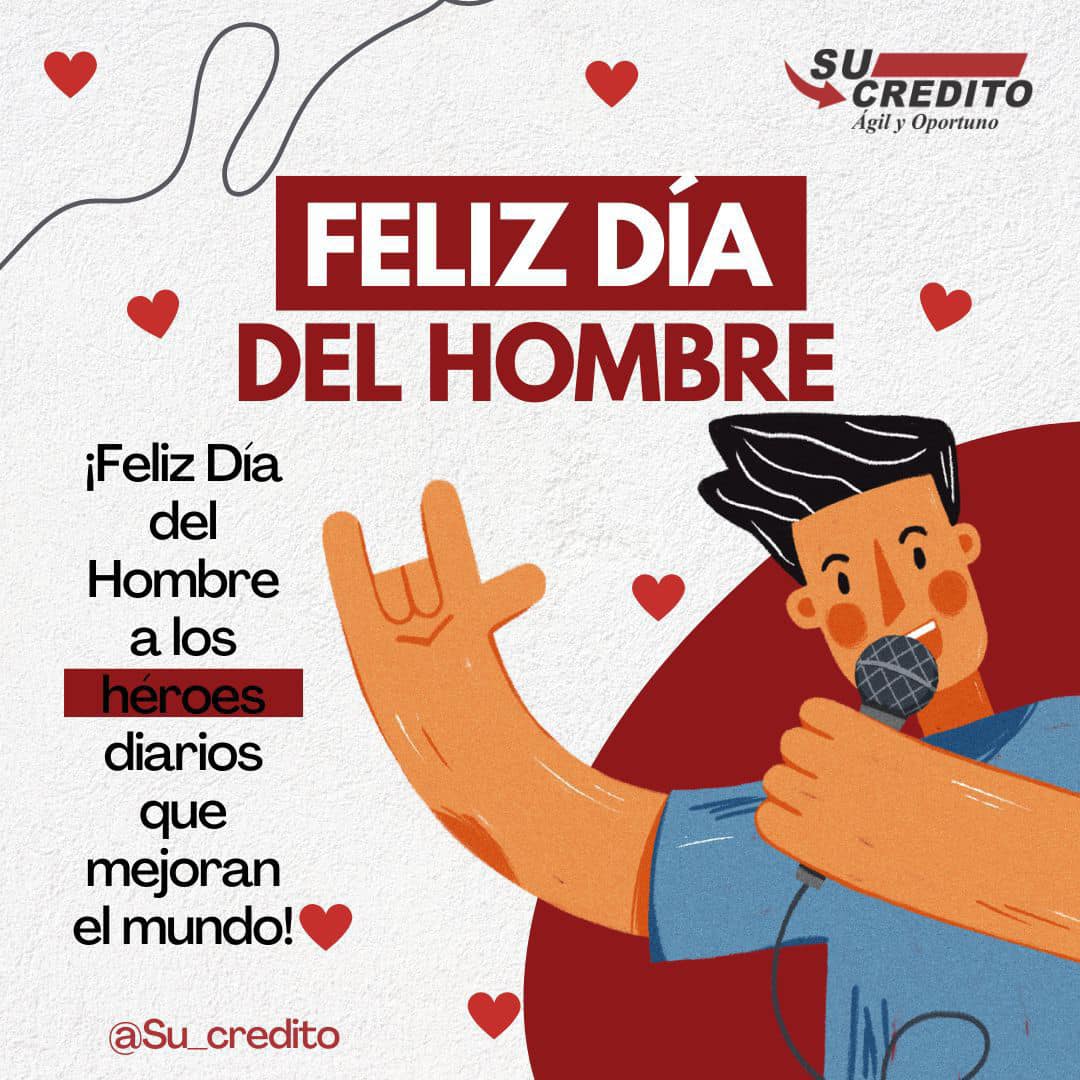 SU
CREDITO
Ágil y Oportuno
FELIZ DÍA
DEL HOMBRE
¡Feliz Día
del
Hombre
a los
héroes
diarios
que
mejoran
el mundo!
@Su_credito